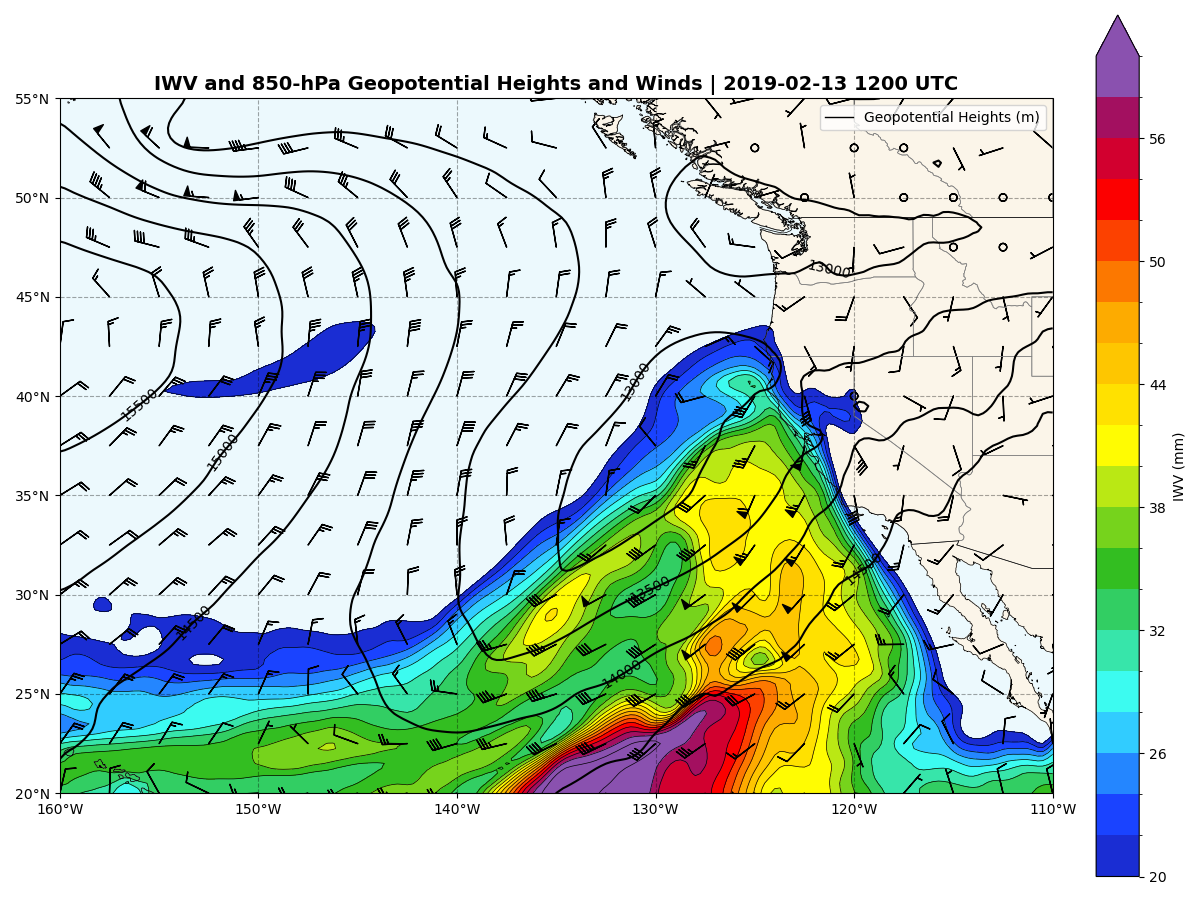 IWV and 850-hPa Geopotential Heights and Winds | 2019-02-13 1200 UTC
Geopotential Heights (m)
55°N
50°N
45°N
40°N
35°N
30°N
25°N
20°N
160°W
150°W
140°W
130°W
120°W
110°W
13000
13000
15500
15000
14500
13500
14500
14000
56
50
44
38
32
26
20
IWV (mm)